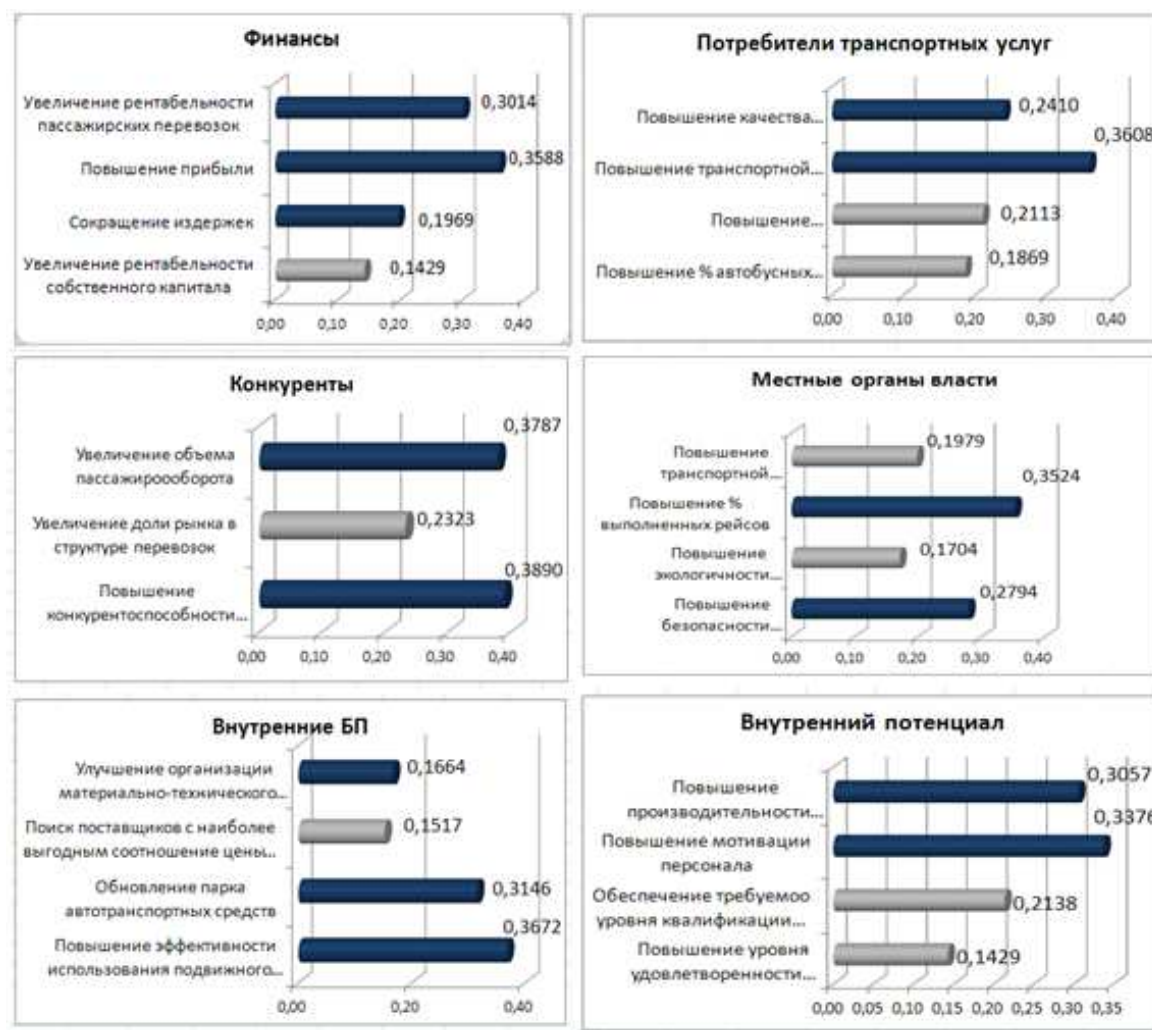 Финансы
Увеличение рентабельности
пассажирских перевозок
0,3014
Повышение прибыли
0,3588
Сокращение издержек
0,1969
Увеличение рентабельности
собственного капитала
0,1429
0,00 0,10 0,20 0,30 0,40
Потребители транспортных услуг
Повышение качества...
0,2410
Повышение транспортной...
0,3608
Повышение...
0,2113
Повышение % автобусных...
0,1869
0,00 0,10 0,20 0,30 0,40
Конкуренты
Увеличение объема
пассажироооборота
0,3787
Увеличение доли рынка в
структуре перевозок
0,2323
Повышение
конкурентоспособности...
0,3890
0,00 0,10 0,20 0,30 0,40
Местные органы власти
Повышение
транспортной...
0,1979
Повышение %
выполненных рейсов
0,3524
Повышение
экологичности...
0,1704
Повышение
безопасности...
0,2794
0,00 0,10 0,20 0,30 0,40
Внутренние БП
Улучшение организации
материально-технического...
0,1664
Поиск поставщиков с наиболее
выгодным соотношение цены...
0,1517
Обновление парка
автотранспортных средств
0,3146
Повышение эффективности
использования подвижного...
0,3672
0,00 0,20 0,40
Внутренний потенциал
Повышение
производительности...
0,3057
Повышение мотивации
персонала
0,3376
Обеспечение требуемоо
уровня квалификации...
0,2138
Повышение уровня
удовлетворенности...
0,1429
0,00 0,05 0,10 0,15 0,20 0,25 0,30 0,35